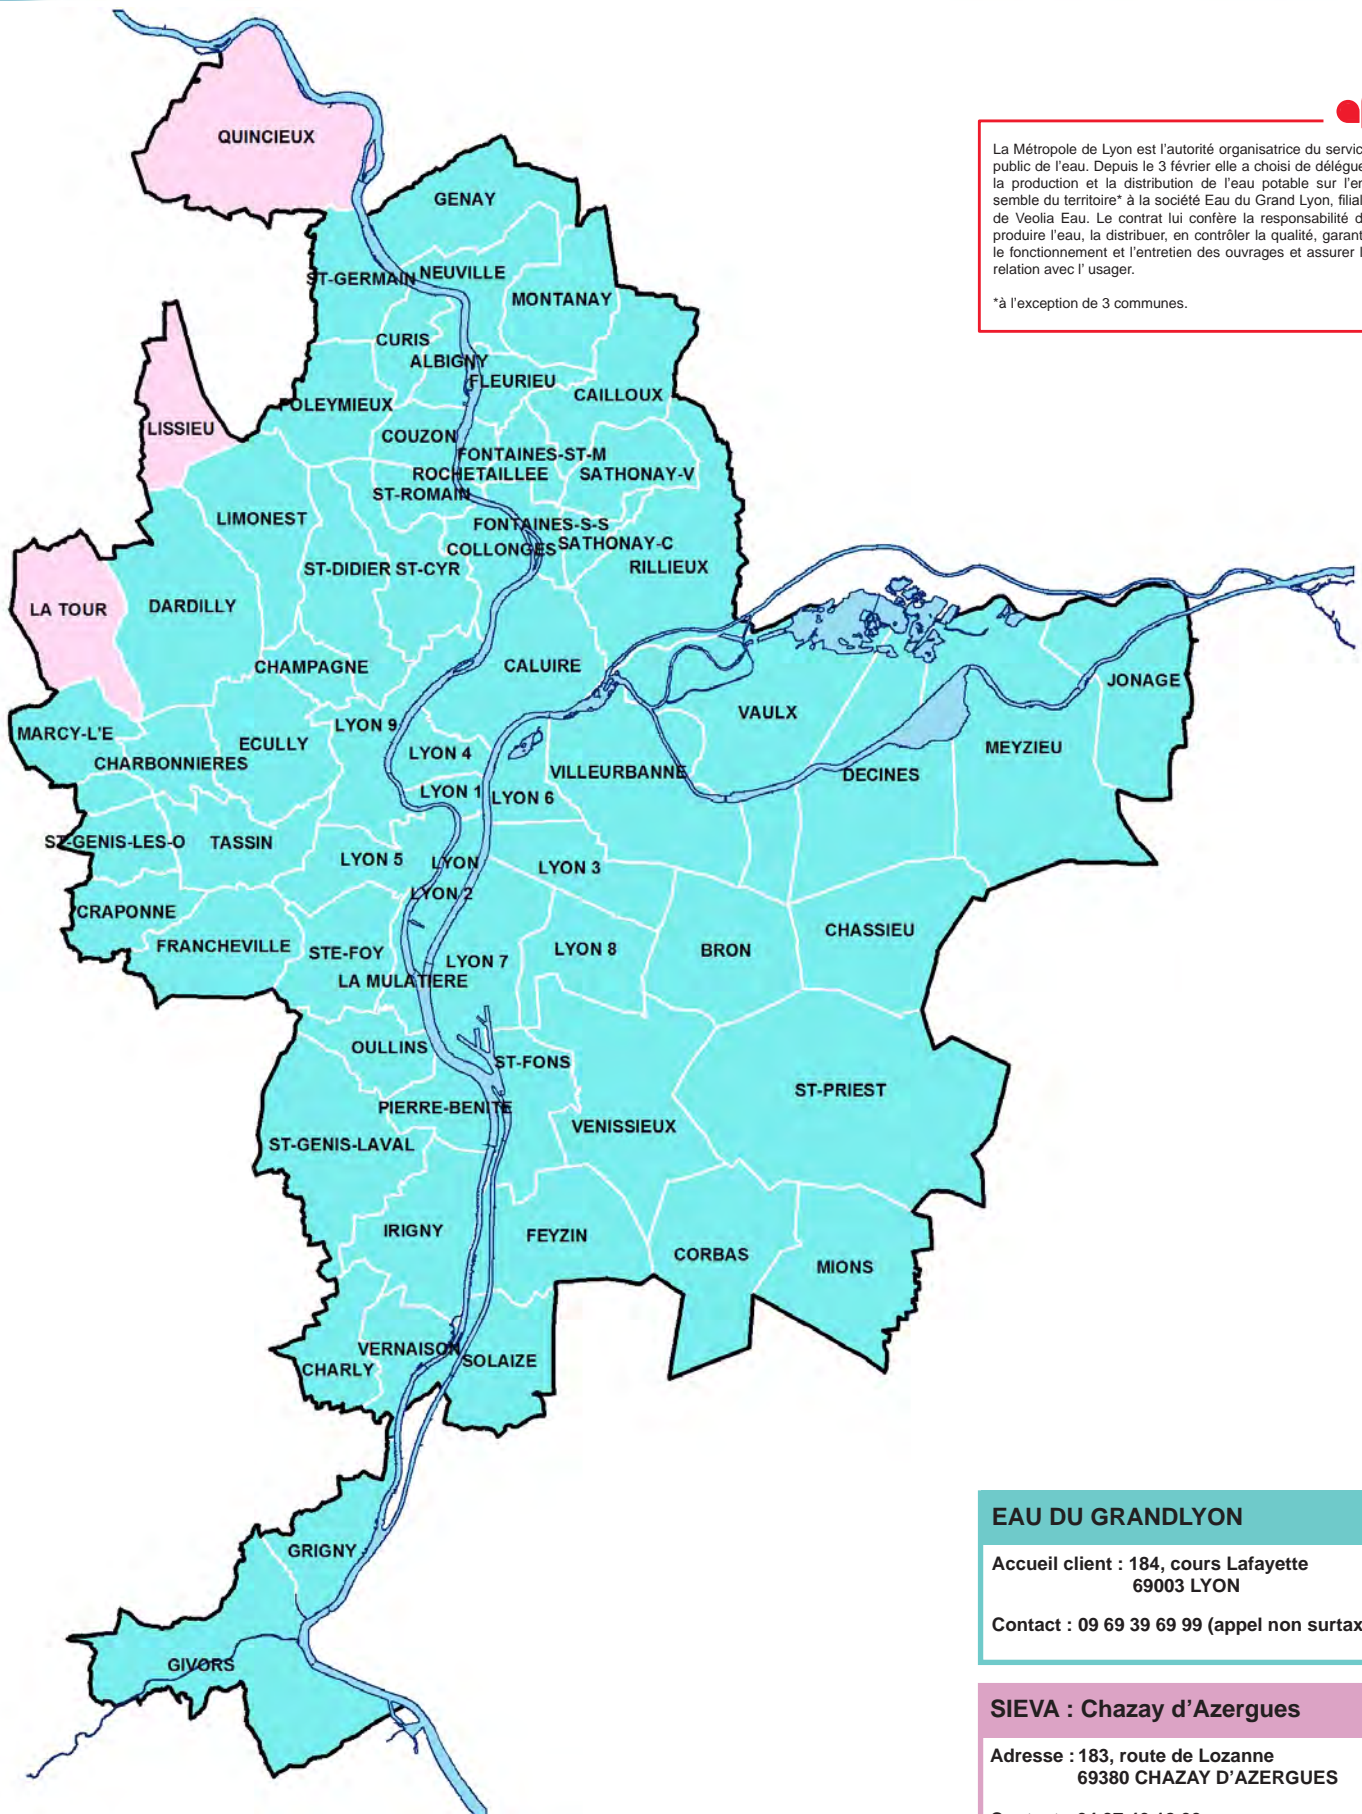 QUINCIEUX
La Métropole de Lyon est l'autorité organisatrice du servic
public de l'eau. Depuis le 3 février elle a choisi de délégue
la production et la distribution de l'eau potable sur l'en
semble du territoire* à la société Eau du Grand Lyon, filial
de Veolia Eau. Le contrat lui confère la responsabilité d
produire l'eau, la distribuer, en contrôler la qualité, garant
le fonctionnement et l'entretien des ouvrages et assurer l
relation avec l' usager.
*à l'exception de 3 communes.
GENAY
ST-GERMAIN
NEUVILLE
MONTANAY
CURIS
ALBIGNY
FLEURIEU
CAILLOUX
POLEYMIEUX
LISSIEU
COUZON
FONTAINES-ST-M
ROCHETAILLEE
SATHONAY-V
ST-ROMAIN
LIMONEST
FONTAINES-S-S
COLLONGES
SATHONAY-C
ST-DIDIER
ST-CYR
RILLIEUX
LA TOUR
DARDILLY
CHAMPAGNE
CALUIRE
JONAGE
VAULX
LYON 9
MARCY-L'E
ECULLY
MEYZIEU
LYON 4
CHARBONNIERES
VILLEURBANNE
DECINES
LYON 1
LYON 6
ST-GENIS-LES-O
TASSIN
LYON 5
LYON
LYON 3
LYON 2
CRAPONNE
CHASSIEU
FRANCHEVILLE
STE-FOY
LYON 7
LYON 8
BRON
LA MULATIERE
OULLINS
ST-FONS
ST-PRIEST
PIERRE-BENITE
VENISSIEUX
ST-GENIS-LAVAL
IRIGNY
FEYZIN
CORBAS
MIONS
VERNAISON
CHARLY
SOLAIZE
GRIGNY
GIVORS
EAU DU GRANDLYON
Accueil client : 184, cours Lafayette
69003 LYON
Contact : 09 69 39 69 99 (appel non surtax
SIEVA : Chazay d'Azergues
Adresse : 183, route de Lozanne
69380 CHAZAY D'AZERGUES